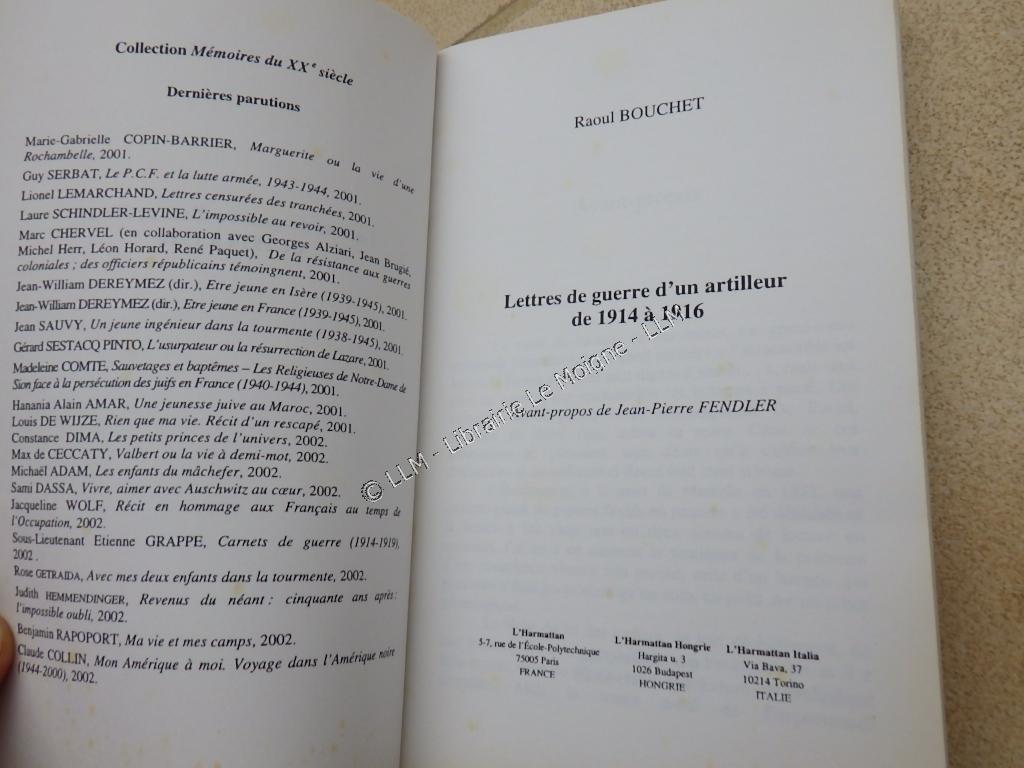 Collection Mémoires du XXe siècle
Dernières parutions
Marie-Gabrielle COPIN-BARRIER, Marguerite ou la vie d'une
Rochambelle, 2001.
Guy SERBAT, Le P.C.F. et la lutte armée, 1943-1944, 2001.
Lionel LEMARCHAND, Lettres censurées des tranchées, 2001.
Laure SCHINDLER-LEVINE, L'impossible au revoir, 2001.
Marc CHERVEL (en collaboration avec Georges Alziari, Jean Brugié,
Michel Herr, Léon Horard, René Paquet), De la résistance aux guerres
coloniales ; des officiers républicains témoingnent, 2001.
Jean-William DEREYMEZ (dir.), Etre jeune en Isère (1939-1945), 2001.
Jean-William DEREYMEZ (dir.), Etre jeune en France (1939-1945), 2001.
Jean SAUVY, Un jeune ingénieur dans la tourmente (1938-1945), 2001.
Gérard SESTACQ PINTO, L'usurpateur ou la résurrection de Lazare, 2001.
Madeleine COMTE, Sauvetages et baptêmes – Les Religieuses de Notre-Dame de
Sion face à la persécution des juifs en France (1940-1944), 2001.
Hanania Alain AMAR, Une jeunesse juive au Maroc, 2001.
Louis DE WIJZE, Rien que ma vie. Récit d'un rescapé, 2001.
Constance DIMA, Les petits princes de l'univers, 2002.
Max de CECCATY, Valbert ou la vie à demi-mot, 2002.
Michaël ADAM, Les enfants du mâchefer, 2002.
Sami DASSA, Vivre, aimer avec Auschwitz au cœur, 2002.
Jacqueline WOLF, Récit en hommage aux Français au temps de
l'Occupation, 2002.
Sous-Lieutenant Etienne GRAPPE, Carnets de guerre (1914-1919),
2002 .
Rose GETRAIDA, Avec mes deux enfants dans la tourmente, 2002.
Judith HEMMENDINGER, Revenus du néant : cinquante ans après :
l'impossible oubli, 2002.
Benjamin RAPOPORT, Ma vie et mes camps, 2002.
Claude COLLIN, Mon Amérique à moi. Voyage dans l'Amérique noire
(1944-2000), 2002.
Raoul BOUCHET
Lettres de guerre d'un artilleur
de 1914 à 1916
Avant-propos de Jean-Pierre FENDLER
© LLM - Librairie Le Moigne - LLM
L'Harmattan
5-7, rue de l'École-Polytechnique
75005 Paris
FRANCE
L'Harmattan Hongrie
Hargita u. 3
1026 Budapest
HONGRIE
L'Harmattan Italia
Via Bava, 37
10214 Torino
ITALIE